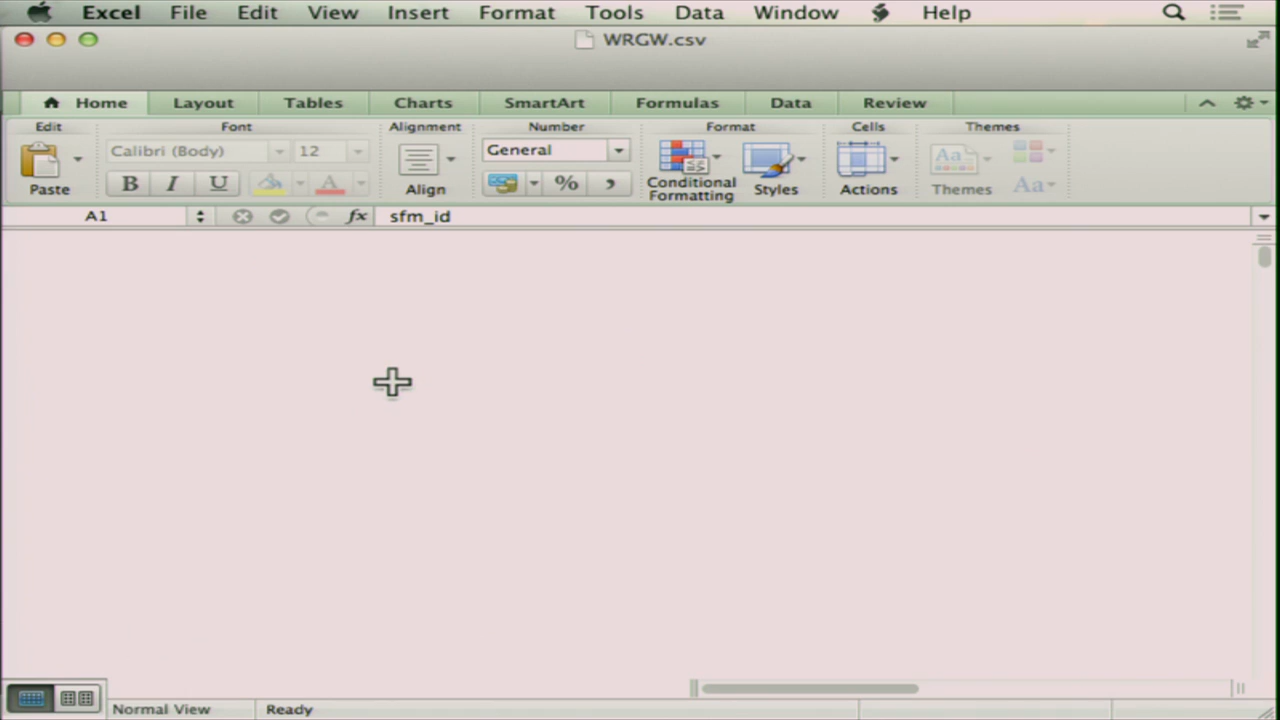 Excel File Edit View Insert Format Tools Data Window Help
WRGW.csv
Home Layout Tables Charts SmartArt Formulas Data Review
Edit Font Alignment Number Format Cells Themes
Calibri (Body) 12 General
Paste B I U Align % , Conditional Formatting Styles Actions Aa Themes Aa
A1 fx sfm_id
Normal View Ready